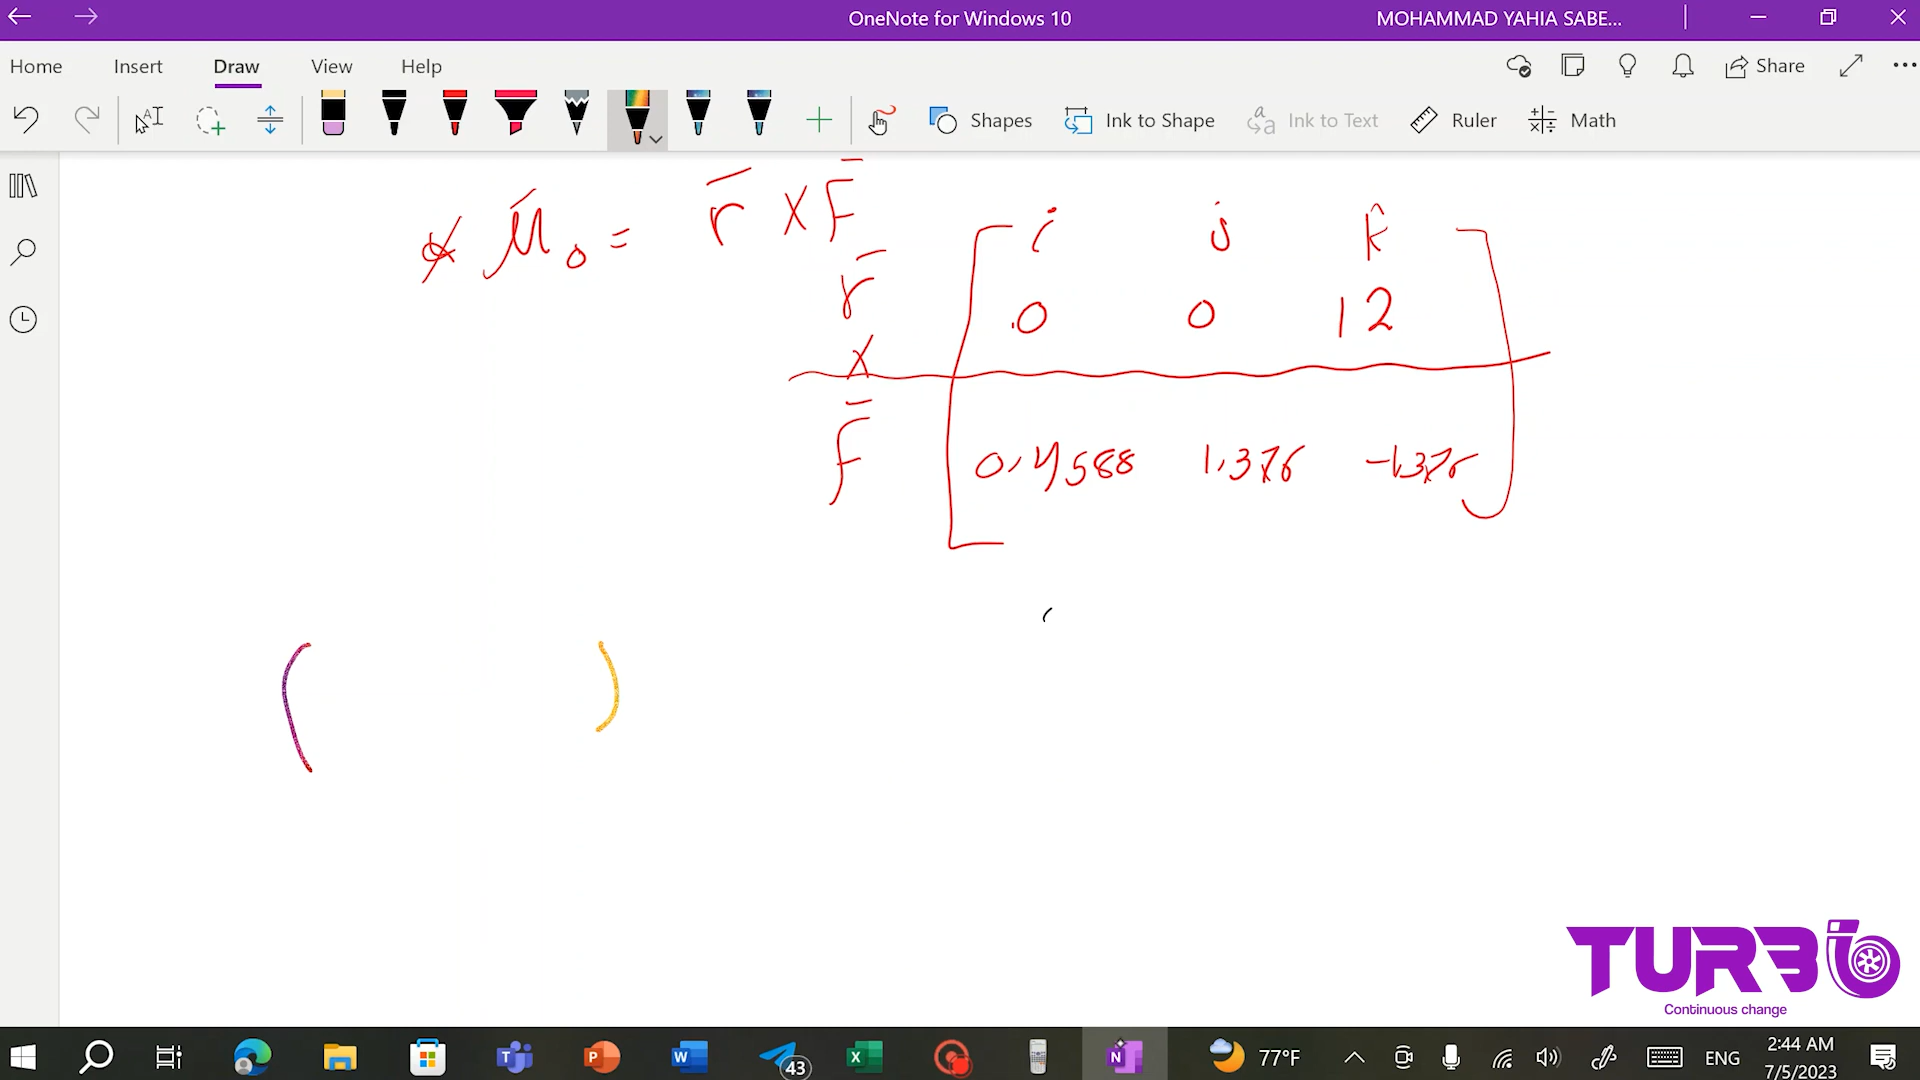 OneNote for Windows 10
MOHAMMAD YAHIA SABE...
Home Insert Draw View Help
Share
Shapes Ink to Shape Ink to Text Ruler Math
M̄o = r̄ x F̄
i j k̂
r̄ 0 0 12
x
F̄ 0.4588 1.376 -1.376
( )
TURBO
Continuous change
43
77°F
ENG
2:44 AM
7/5/2023